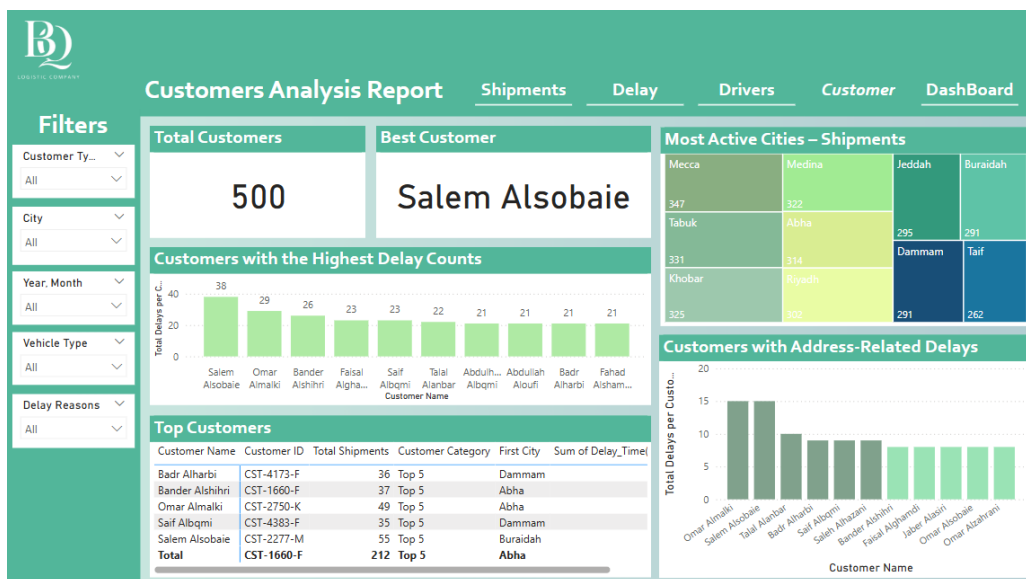 BQ
LOGISTIC COMPANY
Customers Analysis Report
Shipments
Delay
Drivers
Customer
DashBoard
Filters
Customer Ty...
All
City
All
Year, Month
All
Vehicle Type
All
Delay Reasons
All
Total Customers
500
Best Customer
Salem Alsobaie
Customers with the Highest Delay Counts
Total Delays per C...
40
20
0
38
29
26
23
23
22
21
21
21
21
Salem Alsobaie
Omar Almalki
Bander Alshihri
Faisal Algha...
Saif Albqmi
Talal Alanbar
Abdulh... Albqmi
Abdullah Aloufi
Badr Alharbi
Fahad Alsham...
Customer Name
Top Customers
Customer Name Customer ID Total Shipments Customer Category First City Sum of Delay_Time(
Badr Alharbi CST-4173-F 36 Top 5 Dammam
Bander Alshihri CST-1660-F 37 Top 5 Abha
Omar Almalki CST-2750-K 49 Top 5 Abha
Saif Albqmi CST-4383-F 35 Top 5 Dammam
Salem Alsobaie CST-2277-M 55 Top 5 Buraidah
Total CST-1660-F 212 Top 5 Abha
Most Active Cities – Shipments
Mecca
347
Tabuk
331
Khobar
325
Medina
322
Abha
314
Riyadh
302
Jeddah
295
Buraidah
291
Dammam
291
Taif
262
Customers with Address-Related Delays
Total Delays per Custo...
20
15
10
5
0
Omar Almalki
Salem Alsobaie
Talal Alanbar
Badr Alharbi
Saif Albqmi
Saleh Alhazani
Bander Alshihri
Faisal Alghamdi
Jaber Alasiri
Omar Alsobaie
Omar Alzahrani
Customer Name